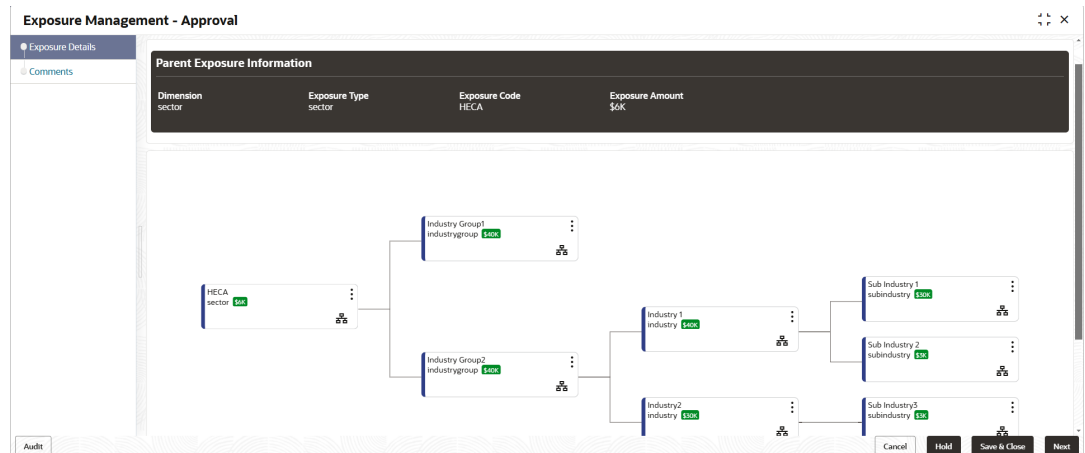 Exposure Management - Approval
Exposure Details
Comments
Parent Exposure Information
Dimension Exposure Type Exposure Code Exposure Amount
sector sector HECA $6K
Industry Group1
industrygroup $40K
HECA
sector $6K
Industry Group2
industrygroup $40K
Industry 1
industry $40K
Industry2
industry $30K
Sub Industry 1
subindustry $30K
Sub Industry 2
subindustry $3K
Sub Industry3
subindustry $3K
Audit Cancel Hold Save & Close Next